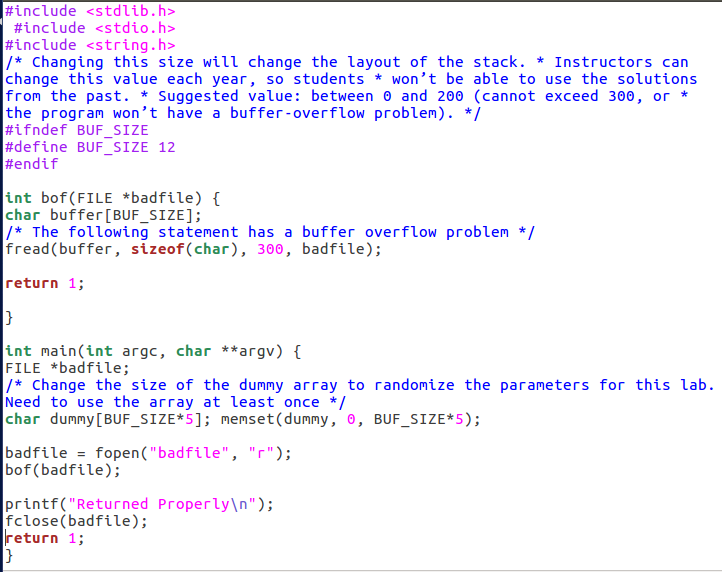 #include <stdlib.h>
 #include <stdio.h>
#include <string.h>
/* Changing this size will change the layout of the stack. * Instructors can
change this value each year, so students * won’t be able to use the solutions
from the past. * Suggested value: between 0 and 200 (cannot exceed 300, or *
the program won’t have a buffer-overflow problem). */
#ifndef BUF_SIZE
#define BUF_SIZE 12
#endif

int bof(FILE *badfile) {
char buffer[BUF_SIZE];
/* The following statement has a buffer overflow problem */
fread(buffer, sizeof(char), 300, badfile);

return 1;

}

int main(int argc, char **argv) {
FILE *badfile;
/* Change the size of the dummy array to randomize the parameters for this lab.
Need to use the array at least once */
char dummy[BUF_SIZE*5]; memset(dummy, 0, BUF_SIZE*5);

badfile = fopen("badfile", "r");
bof(badfile);

printf("Returned Properly\n");
fclose(badfile);
return 1;
}